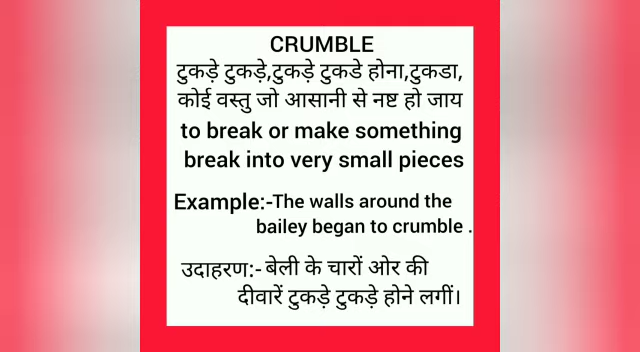 CRUMBLE
टुकड़े टुकड़े,टुकड़े टुकडे होना,टुकडा,
कोई वस्तु जो आसानी से नष्ट हो जाय
to break or make something
break into very small pieces
Example:-The walls around the
bailey began to crumble .
उदाहरण:- बेली के चारों ओर की
दीवारें टुकड़े टुकड़े होने लगीं।